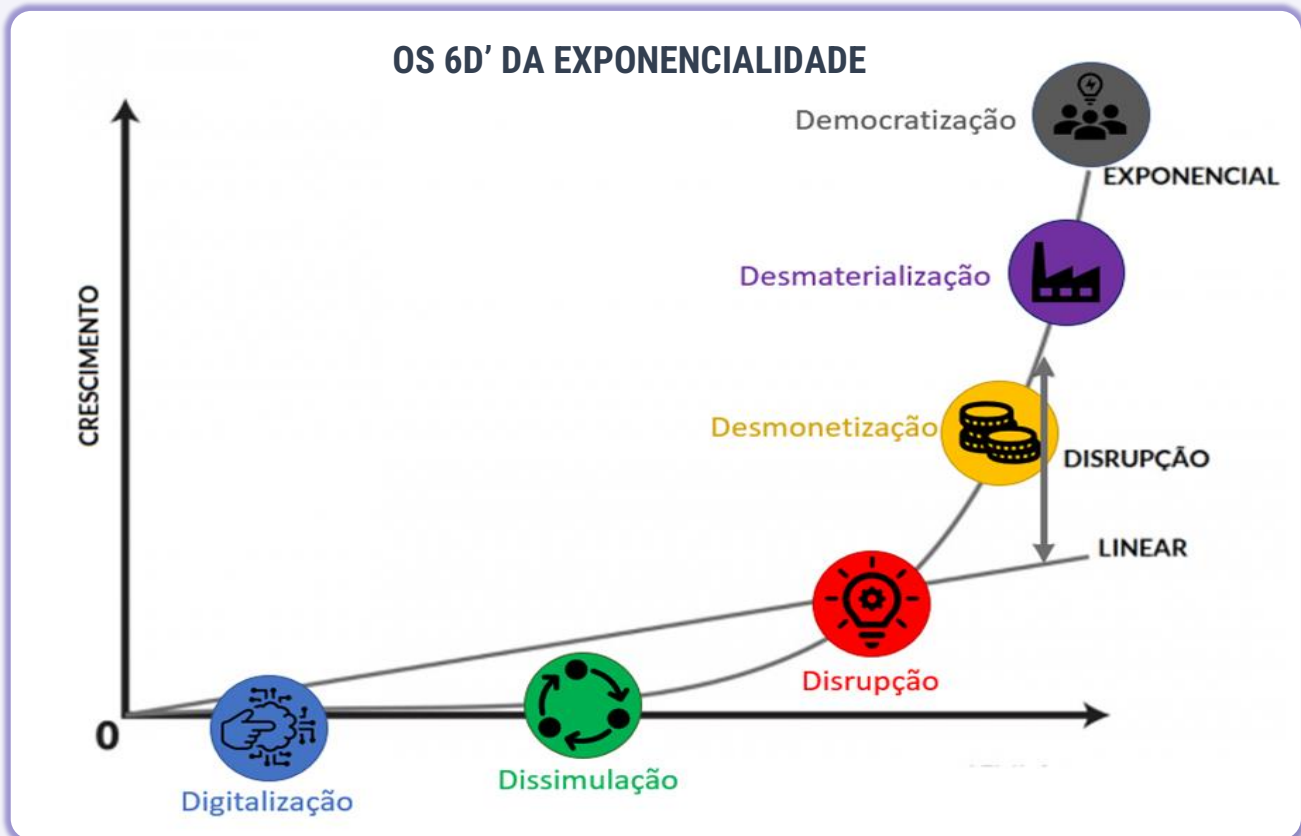 OS 6D’ DA EXPONENCIALIDADE
Democratização
EXPONENCIAL
Desmaterialização
CRESCIMENTO
Desmonetização
DISRUPÇÃO
LINEAR
Disrupção
0
Dissimulação
Digitalização